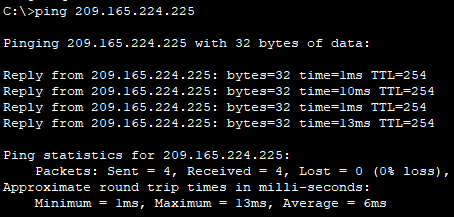 C:\>ping 209.165.224.225
Pinging 209.165.224.225 with 32 bytes of data:
Reply from 209.165.224.225: bytes=32 time=1ms TTL=254
Reply from 209.165.224.225: bytes=32 time=10ms TTL=254
Reply from 209.165.224.225: bytes=32 time=1ms TTL=254
Reply from 209.165.224.225: bytes=32 time=13ms TTL=254
Ping statistics for 209.165.224.225:
Packets: Sent = 4, Received = 4, Lost = 0 (0% loss),
Approximate round trip times in milli-seconds:
Minimum = 1ms, Maximum = 13ms, Average = 6ms